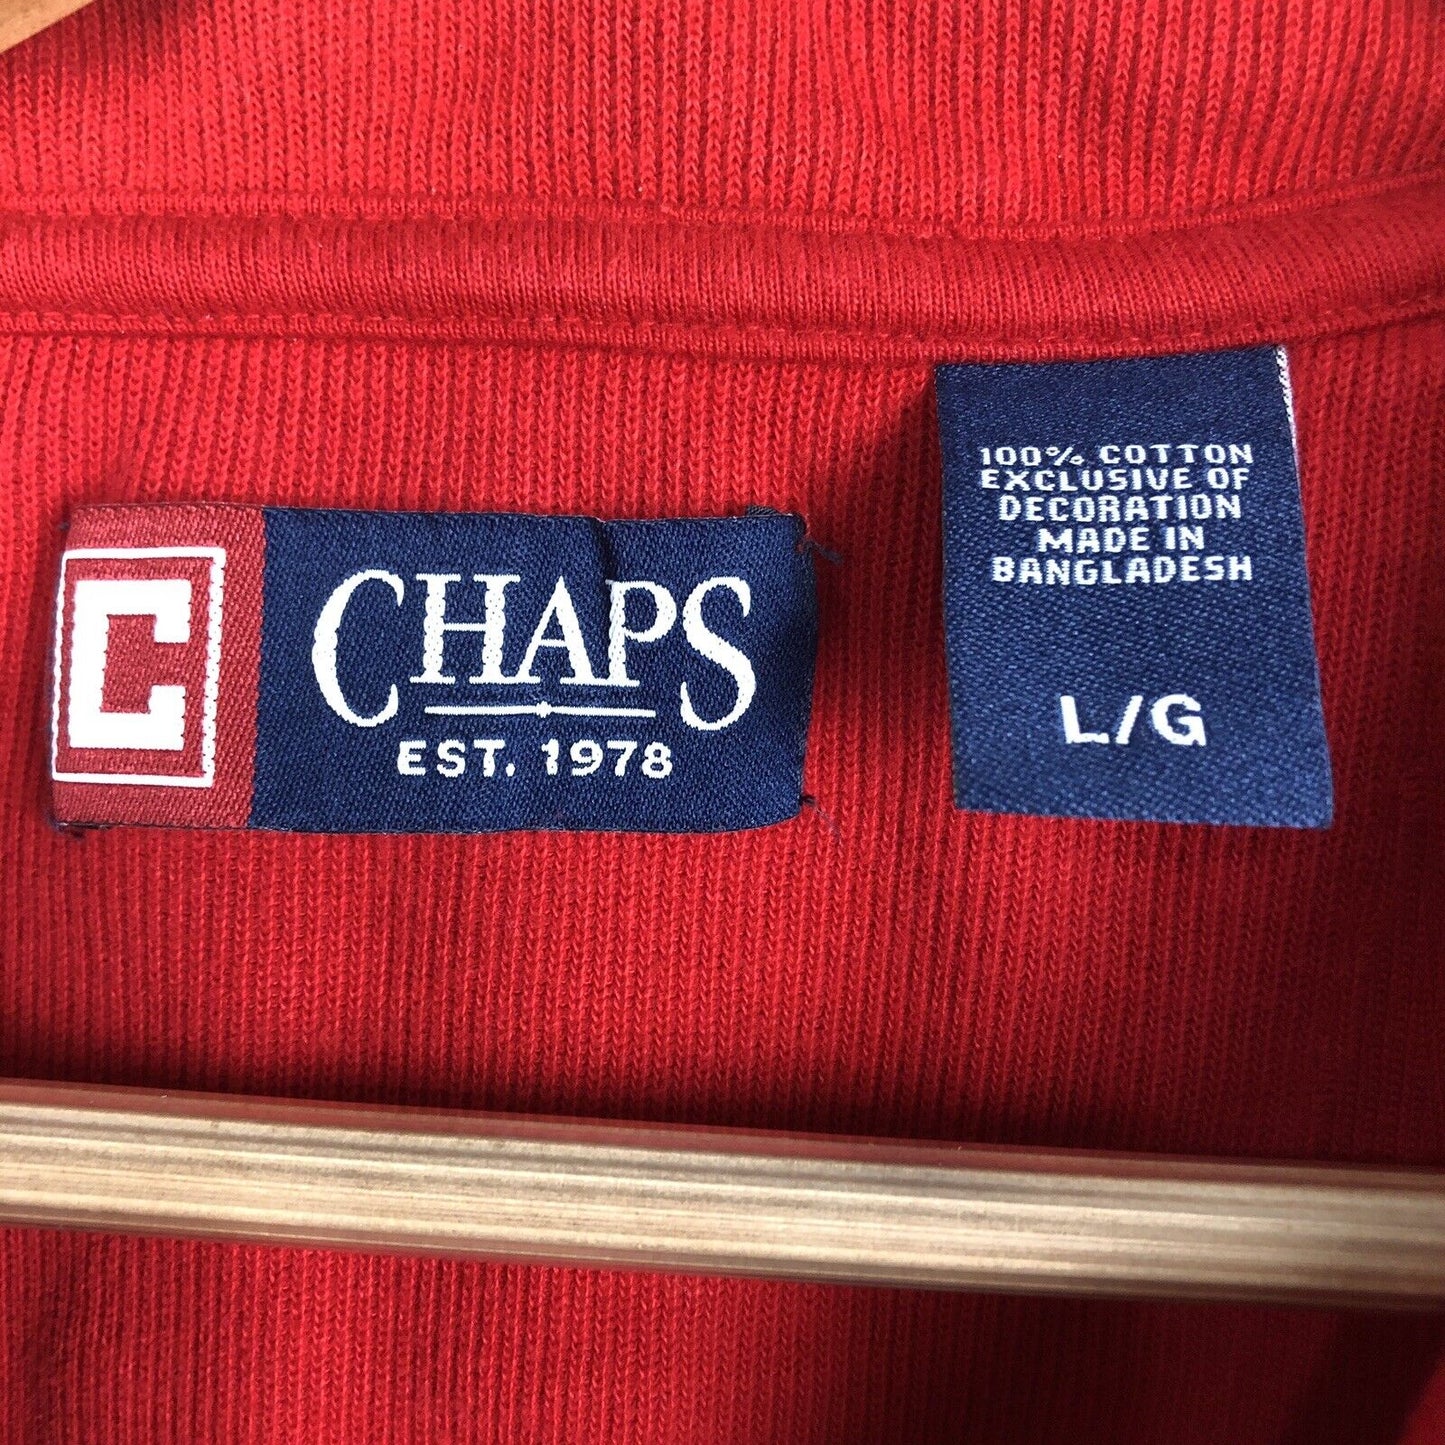 C
CHAPS
EST. 1978
100% COTTON
EXCLUSIVE OF
DECORATION
MADE IN
BANGLADESH
L/G